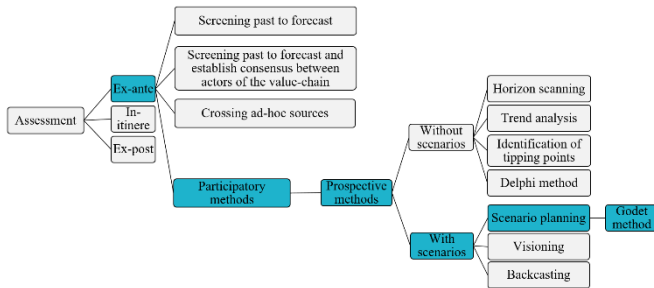 Assessment
Ex-ante
In-
itinere
Ex-post
Screening past to forecast
Screening past to forecast and
establish consensus between
actors of the value-chain
Crossing ad-hoc sources
Participatory
methods
Prospective
methods
Without
scenarios
Horizon scanning
Trend analysis
Identification of
tipping points
Delphi method
With
scenarios
Scenario planning
Visioning
Backcasting
Godet
method